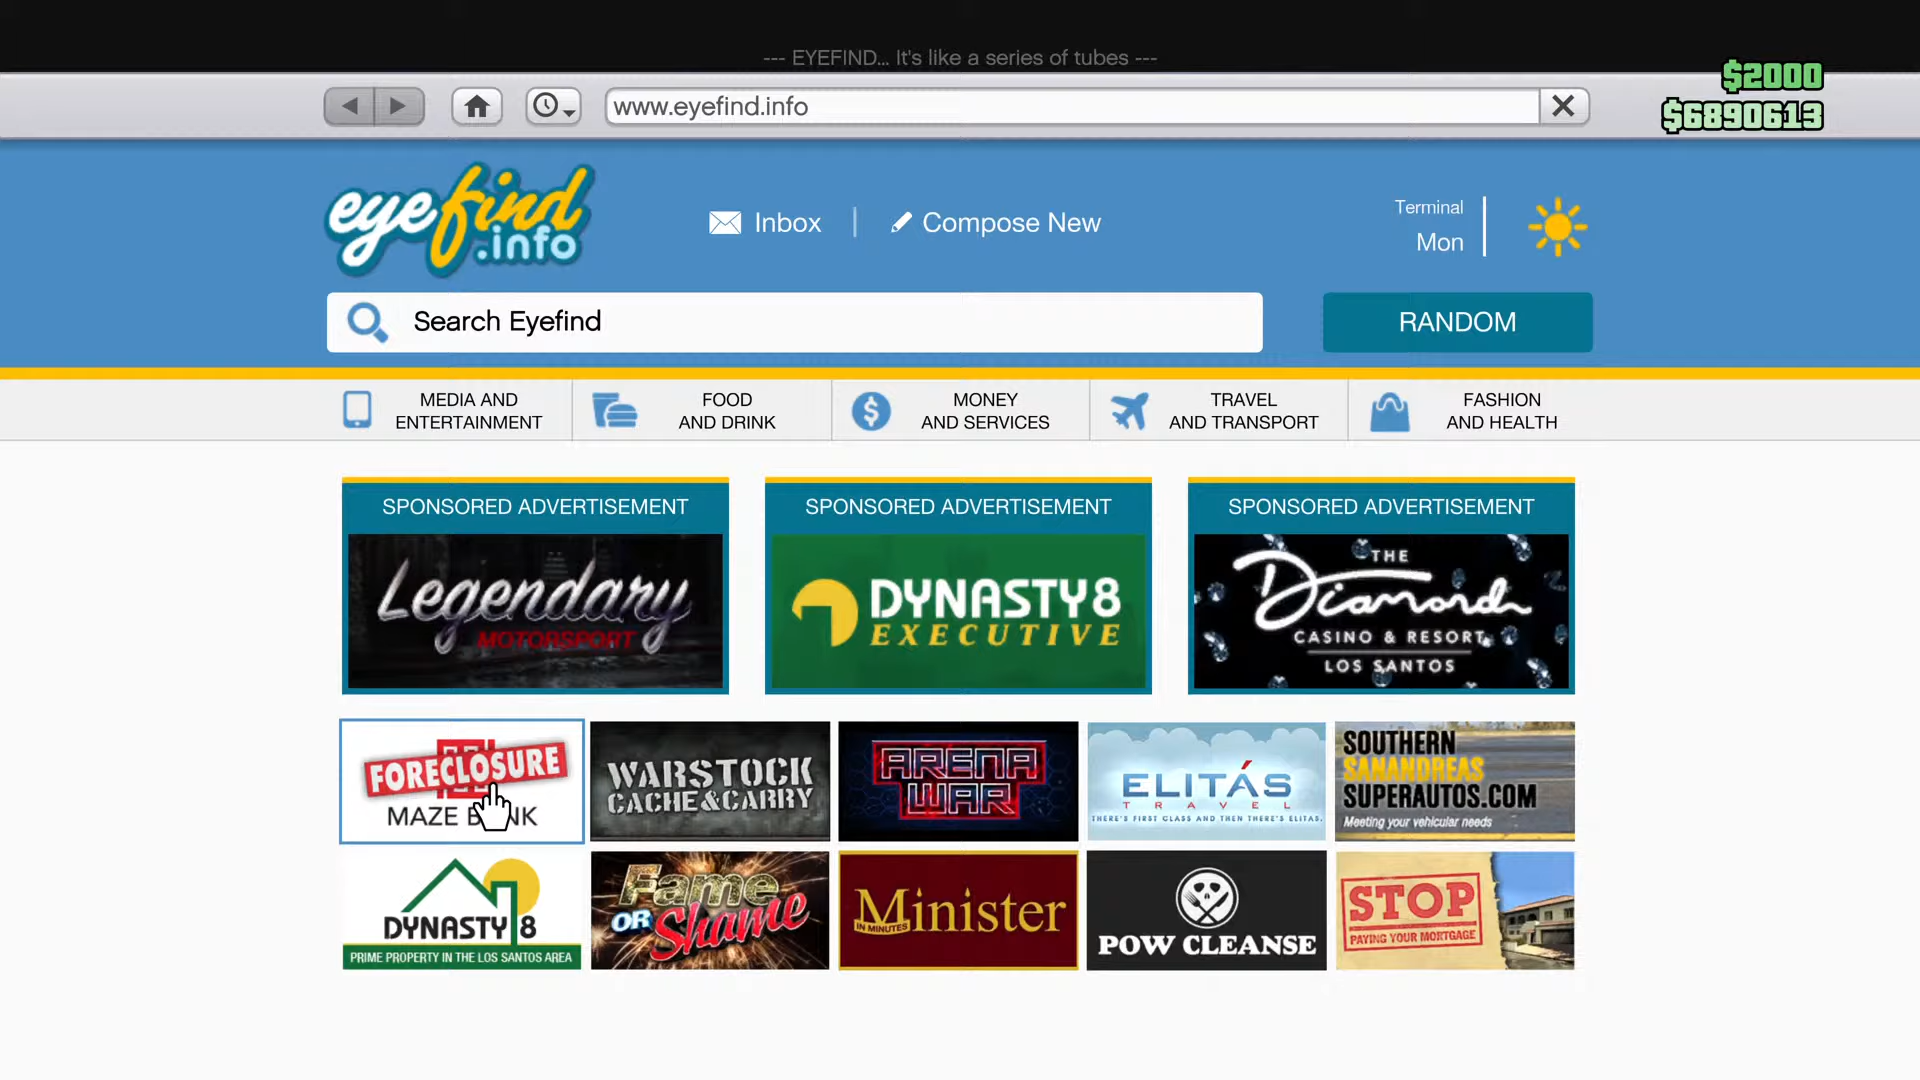 --- EYEFIND... It's like a series of tubes ---
$2000
www.eyefind.info
$6890613
eyefind
.info
Inbox
Compose New
Terminal
Mon
Search Eyefind
RANDOM
MEDIA AND
ENTERTAINMENT
FOOD
AND DRINK
MONEY
AND SERVICES
TRAVEL
AND TRANSPORT
FASHION
AND HEALTH
SPONSORED ADVERTISEMENT
Legendary
MOTORSPORT
SPONSORED ADVERTISEMENT
DYNASTY8
EXECUTIVE
SPONSORED ADVERTISEMENT
THE
Diamond
CASINO & RESORT
LOS SANTOS
FORECLOSURE
MAZE BANK
WARSTOCK
CACHE&CARRY
ARENA
WAR
ELITÁS
TRAVEL
THERE'S FIRST CLASS AND THEN THERE'S ELITAS.
SOUTHERN
SANANDREAS
SUPERAUTOS.COM
Meeting your vehicular needs
DYNASTY 8
PRIME PROPERTY IN THE LOS SANTOS AREA
Fame
OR Shame
Minister
IN MINUTES
POW CLEANSE
STOP
PAYING YOUR MORTGAGE